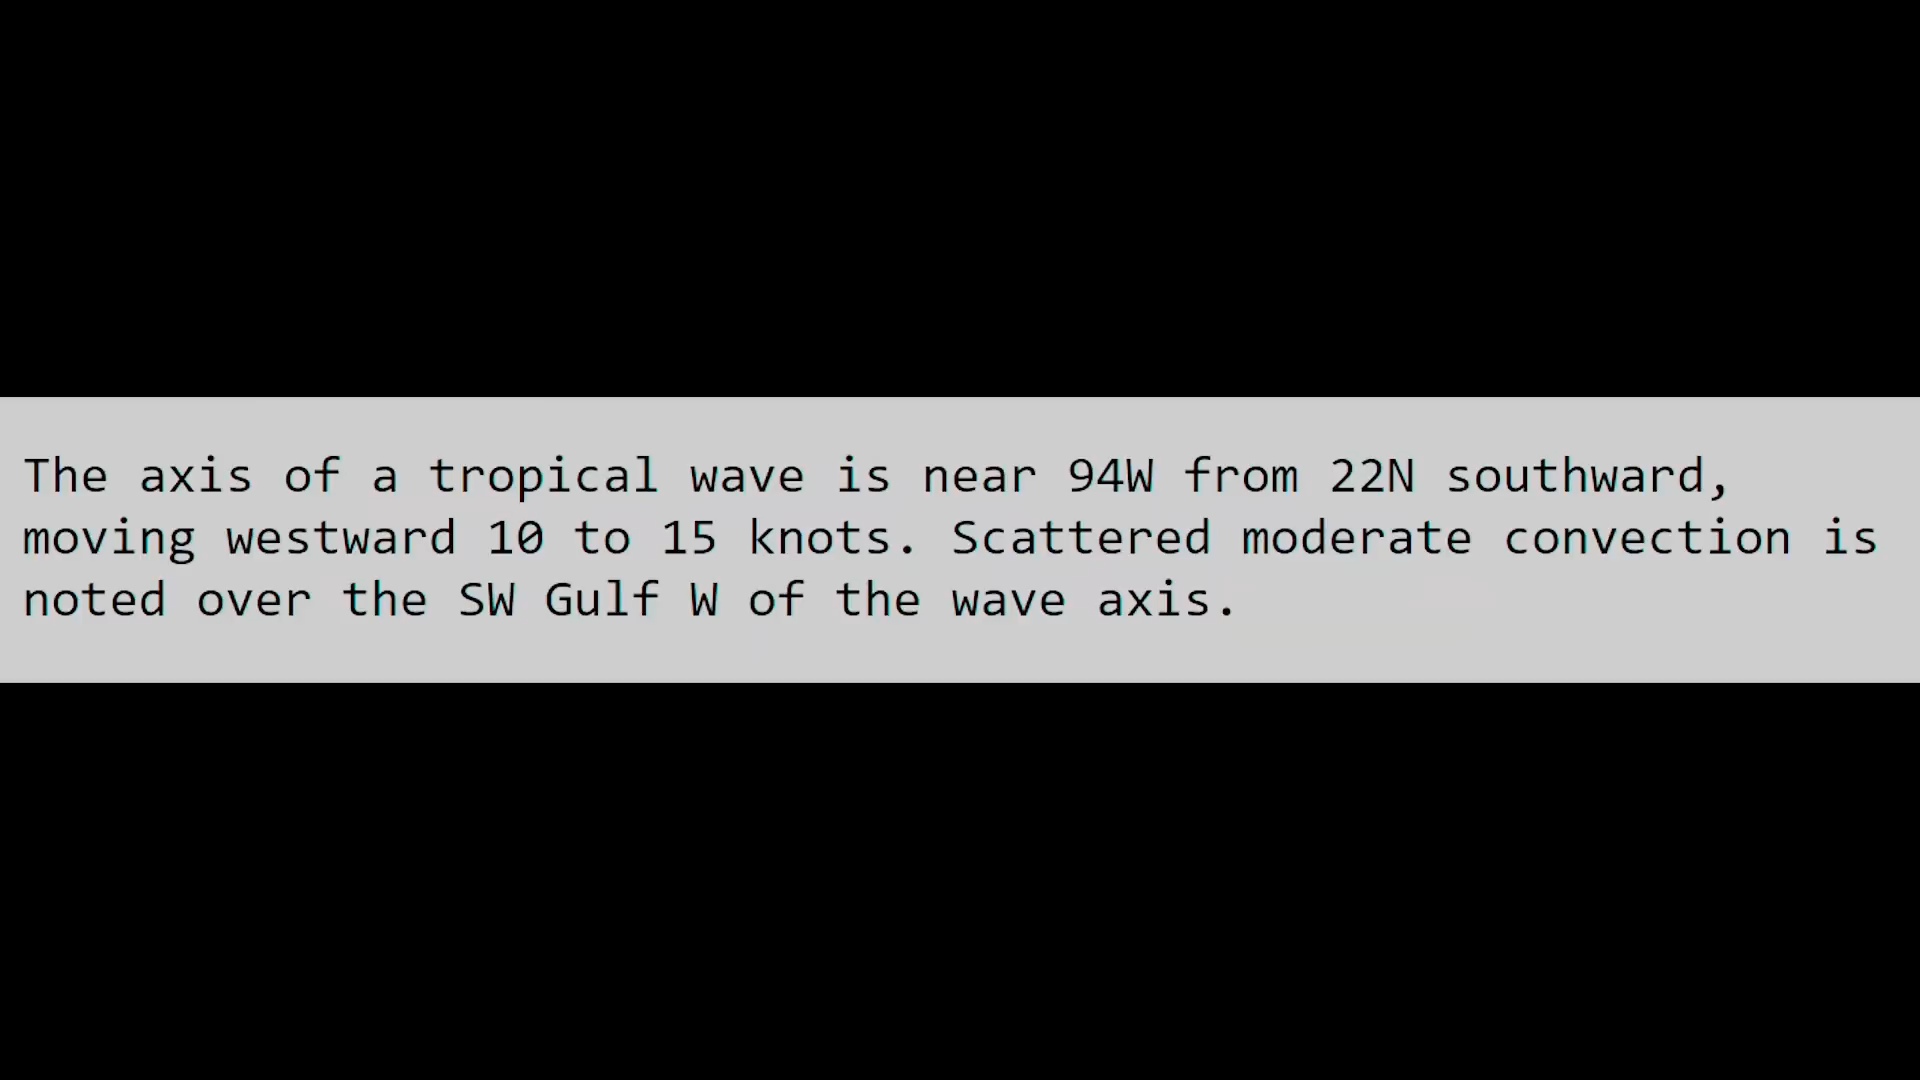 The axis of a tropical wave is near 94W from 22N southward,
moving westward 10 to 15 knots. Scattered moderate convection is
noted over the SW Gulf W of the wave axis.